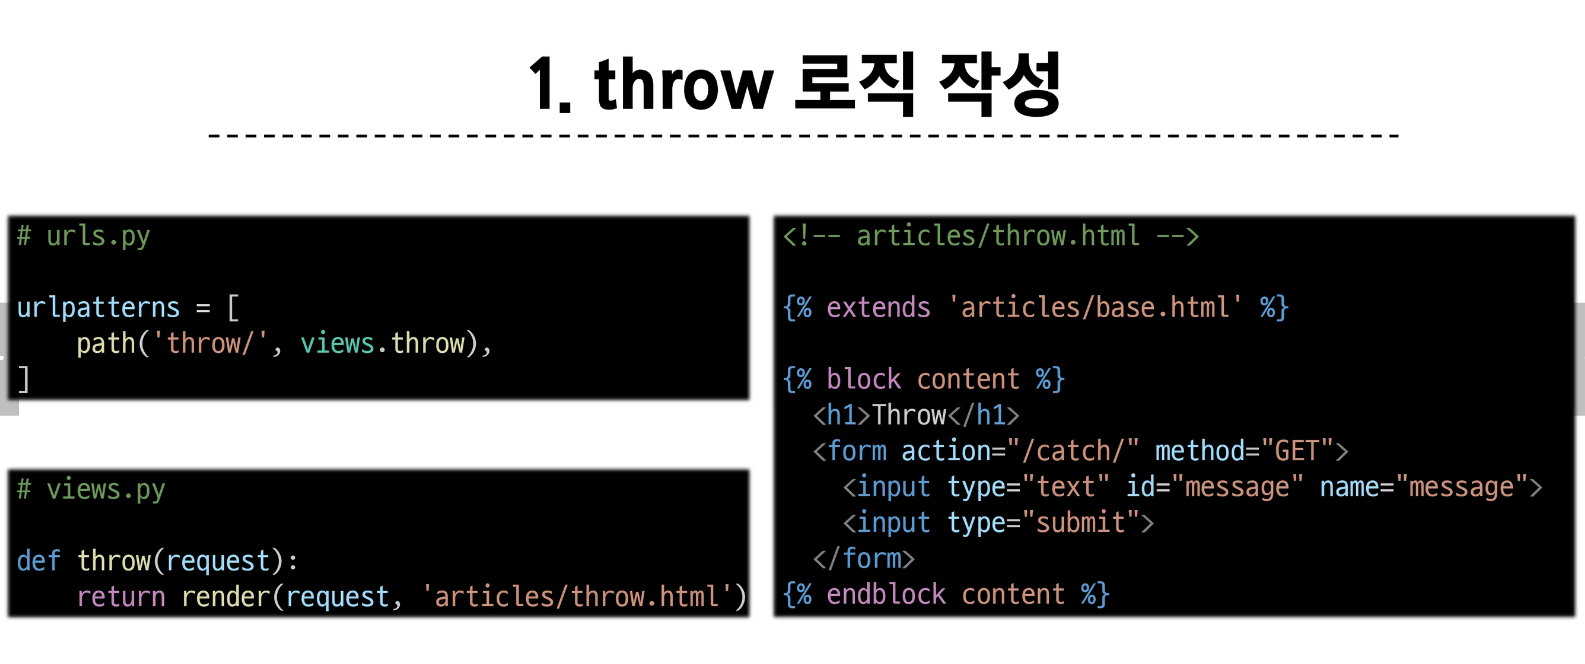 1. throw 로직 작성
# urls.py
urlpatterns = [
    path('throw/', views.throw),
]
# views.py
def throw(request):
    return render(request, 'articles/throw.html')
<!-- articles/throw.html -->
{% extends 'articles/base.html' %}
{% block content %}
  <h1>Throw</h1>
  <form action="/catch/" method="GET">
    <input type="text" id="message" name="message">
    <input type="submit">
  </form>
{% endblock content %}